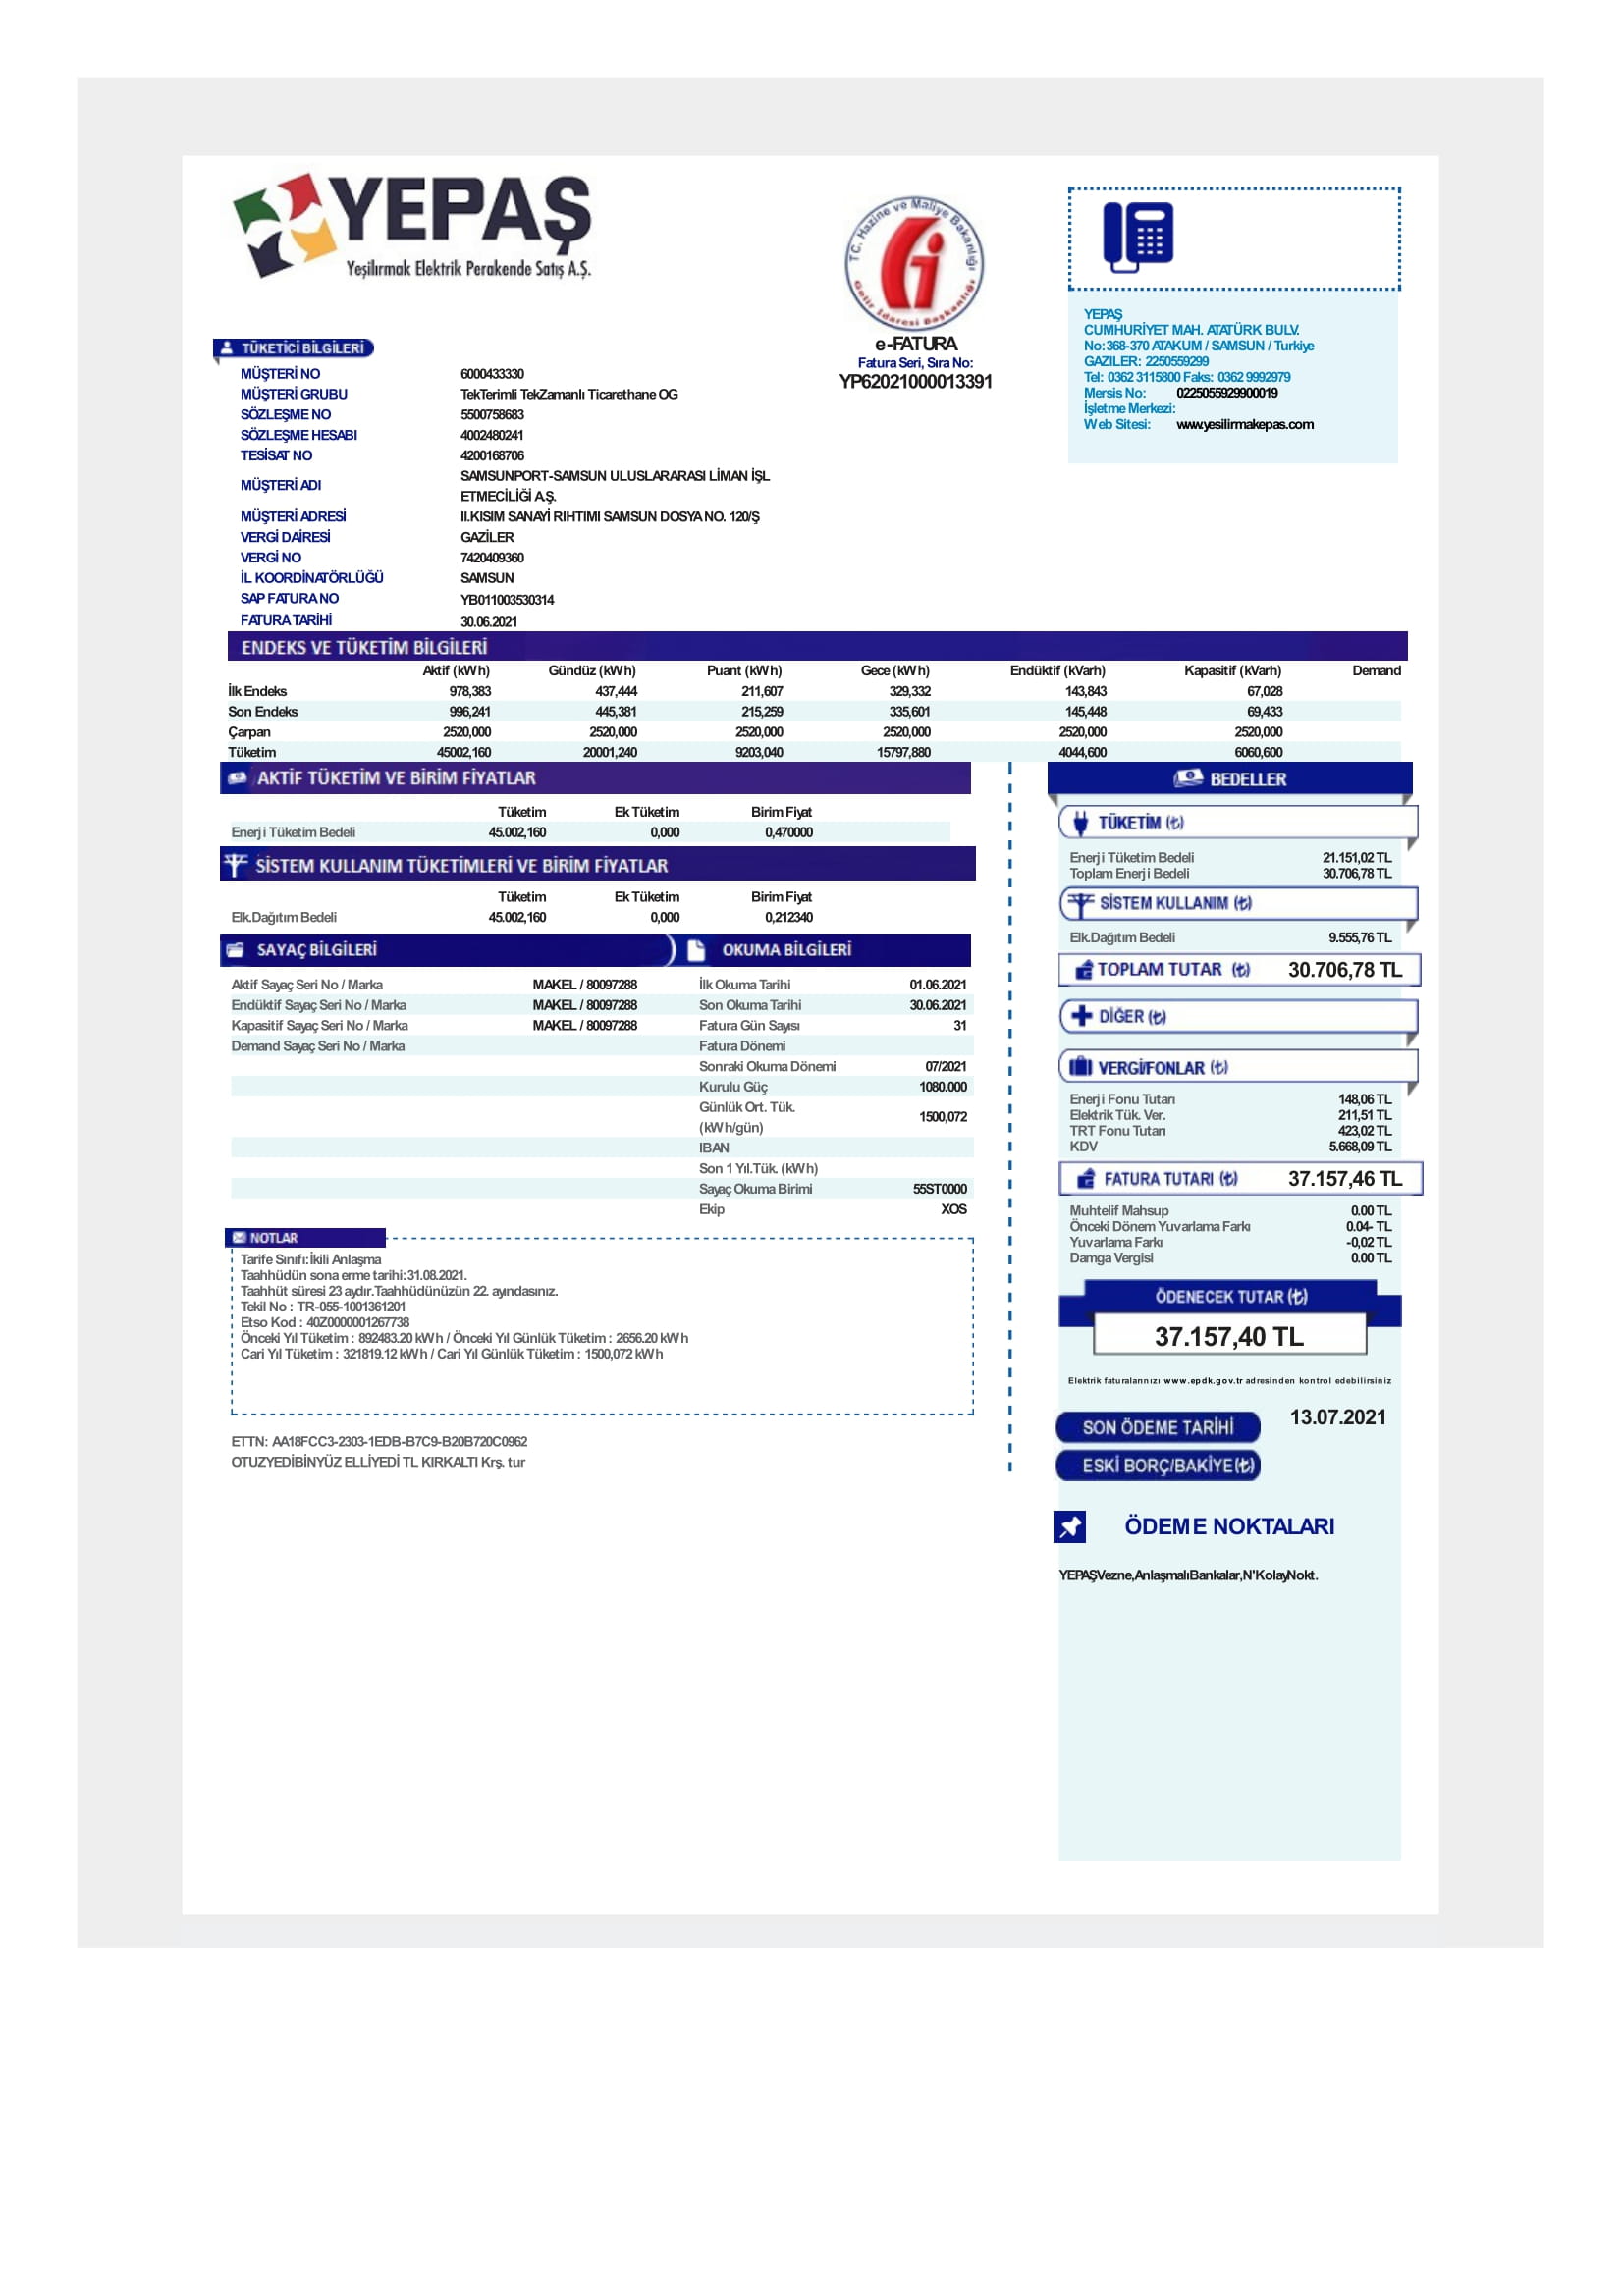 YEPAŞ
Yeşilırmak Elektrik Perakende Satış A.Ş.
T.C. Hazine ve Maliye Bakanlığı
Gelir İdaresi Başkanlığı
e-FATURA
Fatura Seri, Sıra No:
YP62021000013391
YEPAŞ
CUMHURİYET MAH. ATATÜRK BULV.
No:368-370 ATAKUM / SAMSUN / Turkiye
GAZILER: 2250559299
Tel: 0362 3115800 Faks: 0362 9992979
Mersis No: 0225055929900019
İşletme Merkezi:
Web Sitesi: www.yesilirmakepas.com
TÜKETİCİ BİLGİLERİ
MÜŞTERİ NO 6000433330
MÜŞTERİ GRUBU TekTerimli TekZamanlı Ticarethane OG
SÖZLEŞME NO 5500758683
SÖZLEŞME HESABI 4002480241
TESİSAT NO 4200168706
MÜŞTERİ ADI SAMSUNPORT-SAMSUN ULUSLARARASI LİMAN İŞL
ETMECİLİĞİ A.Ş.
MÜŞTERİ ADRESİ II.KISIM SANAYİ RIHTIMI SAMSUN DOSYA NO. 120/Ş
VERGİ DAİRESİ GAZİLER
VERGİ NO 7420409360
İL KOORDİNATÖRLÜĞÜ SAMSUN
SAP FATURA NO YB011003530314
FATURA TARİHİ 30.06.2021
ENDEKS VE TÜKETİM BİLGİLERİ
Aktif (kWh) Gündüz (kWh) Puant (kWh) Gece (kWh) Endüktif (kVarh) Kapasitif (kVarh) Demand
İlk Endeks 978,383 437,444 211,607 329,332 143,843 67,028
Son Endeks 996,241 445,381 215,259 335,601 145,448 69,433
Çarpan 2520,000 2520,000 2520,000 2520,000 2520,000 2520,000
Tüketim 45002,160 20001,240 9203,040 15797,880 4044,600 6060,600
AKTİF TÜKETİM VE BİRİM FİYATLAR
Tüketim Ek Tüketim Birim Fiyat
Enerji Tüketim Bedeli 45.002,160 0,000 0,470000
SİSTEM KULLANIM TÜKETİMLERİ VE BİRİM FİYATLAR
Tüketim Ek Tüketim Birim Fiyat
Elk.Dağıtım Bedeli 45.002,160 0,000 0,212340
SAYAÇ BİLGİLERİ
Aktif Sayaç Seri No / Marka MAKEL / 80097288
Endüktif Sayaç Seri No / Marka MAKEL / 80097288
Kapasitif Sayaç Seri No / Marka MAKEL / 80097288
Demand Sayaç Seri No / Marka
OKUMA BİLGİLERİ
İlk Okuma Tarihi 01.06.2021
Son Okuma Tarihi 30.06.2021
Fatura Gün Sayısı 31
Fatura Dönemi
Sonraki Okuma Dönemi 07/2021
Kurulu Güç 1080.000
Günlük Ort. Tük.
(kWh/gün) 1500,072
IBAN
Son 1 Yıl.Tük. (kWh)
Sayaç Okuma Birimi 55ST0000
Ekip XOS
NOTLAR
Tarife Sınıfı:İkili Anlaşma
Taahhüdün sona erme tarihi:31.08.2021.
Taahhüt süresi 23 aydır.Taahhüdünüzün 22. ayındasınız.
Tekil No : TR-055-1001361201
Etso Kod : 40Z0000001267738
Önceki Yıl Tüketim : 892483.20 kWh / Önceki Yıl Günlük Tüketim : 2656.20 kWh
Cari Yıl Tüketim : 321819.12 kWh / Cari Yıl Günlük Tüketim : 1500,072 kWh
ETTN: AA18FCC3-2303-1EDB-B7C9-B20B720C0962
OTUZYEDİBİNYÜZ ELLİYEDİ TL KIRKALTI Krş. tur
BEDELLER
TÜKETİM (₺)
Enerji Tüketim Bedeli 21.151,02 TL
Toplam Enerji Bedeli 30.706,78 TL
SİSTEM KULLANIM (₺)
Elk.Dağıtım Bedeli 9.555,76 TL
TOPLAM TUTAR (₺) 30.706,78 TL
DİĞER (₺)
VERGİ/FONLAR (₺)
Enerji Fonu Tutarı 148,06 TL
Elektrik Tük. Ver. 211,51 TL
TRT Fonu Tutarı 423,02 TL
KDV 5.668,09 TL
FATURA TUTARI (₺) 37.157,46 TL
Muhtelif Mahsup 0.00 TL
Önceki Dönem Yuvarlama Farkı 0.04- TL
Yuvarlama Farkı -0,02 TL
Damga Vergisi 0.00 TL
ÖDENECEK TUTAR (₺)
37.157,40 TL
Elektrik faturalarınızı www.epdk.gov.tr adresinden kontrol edebilirsiniz
SON ÖDEME TARİHİ 13.07.2021
ESKİ BORÇ/BAKİYE(₺)
ÖDEME NOKTALARI
YEPAŞVezne,AnlaşmalıBankalar,N'KolayNokt.